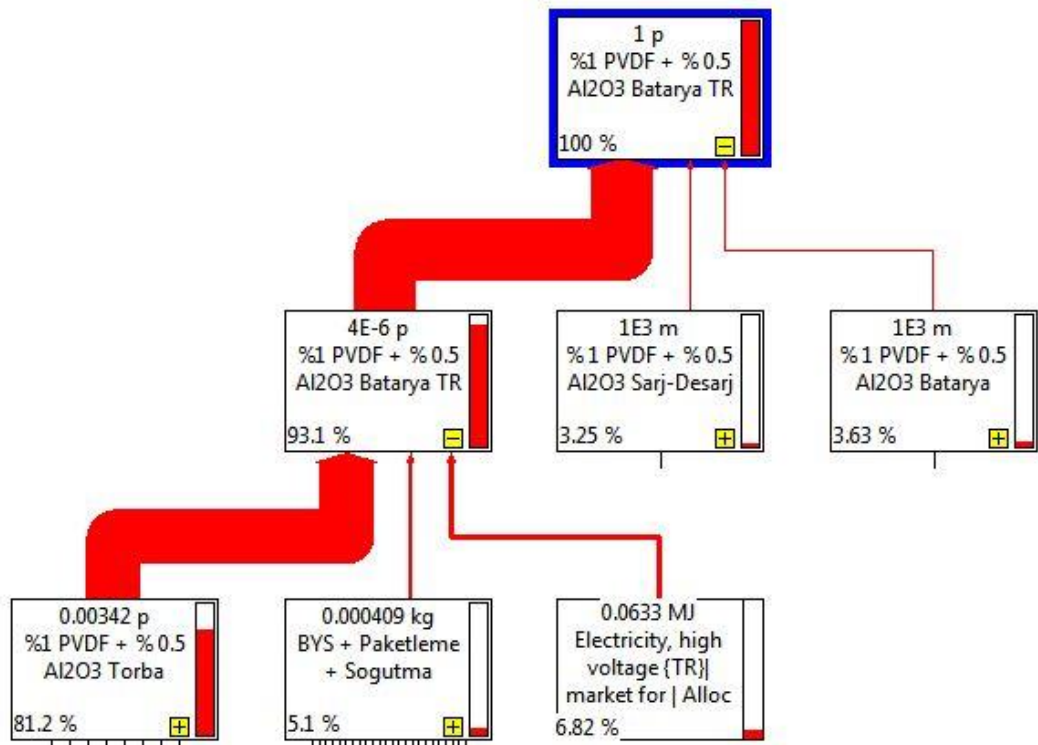 1 p
%1 PVDF + % 0.5
Al2O3 Batarya TR
100 %
4E-6 p
%1 PVDF + % 0.5
Al2O3 Batarya TR
93.1 %
1E3 m
%1 PVDF + % 0.5
Al2O3 Sarj-Desarj
3.25 %
1E3 m
%1 PVDF + % 0.5
Al2O3 Batarya
3.63 %
0.00342 p
%1 PVDF + % 0.5
Al2O3 Torba
81.2 %
0.000409 kg
BYS + Paketleme
+ Sogutma
5.1 %
0.0633 MJ
Electricity, high
voltage {TR}|
market for | Alloc
6.82 %